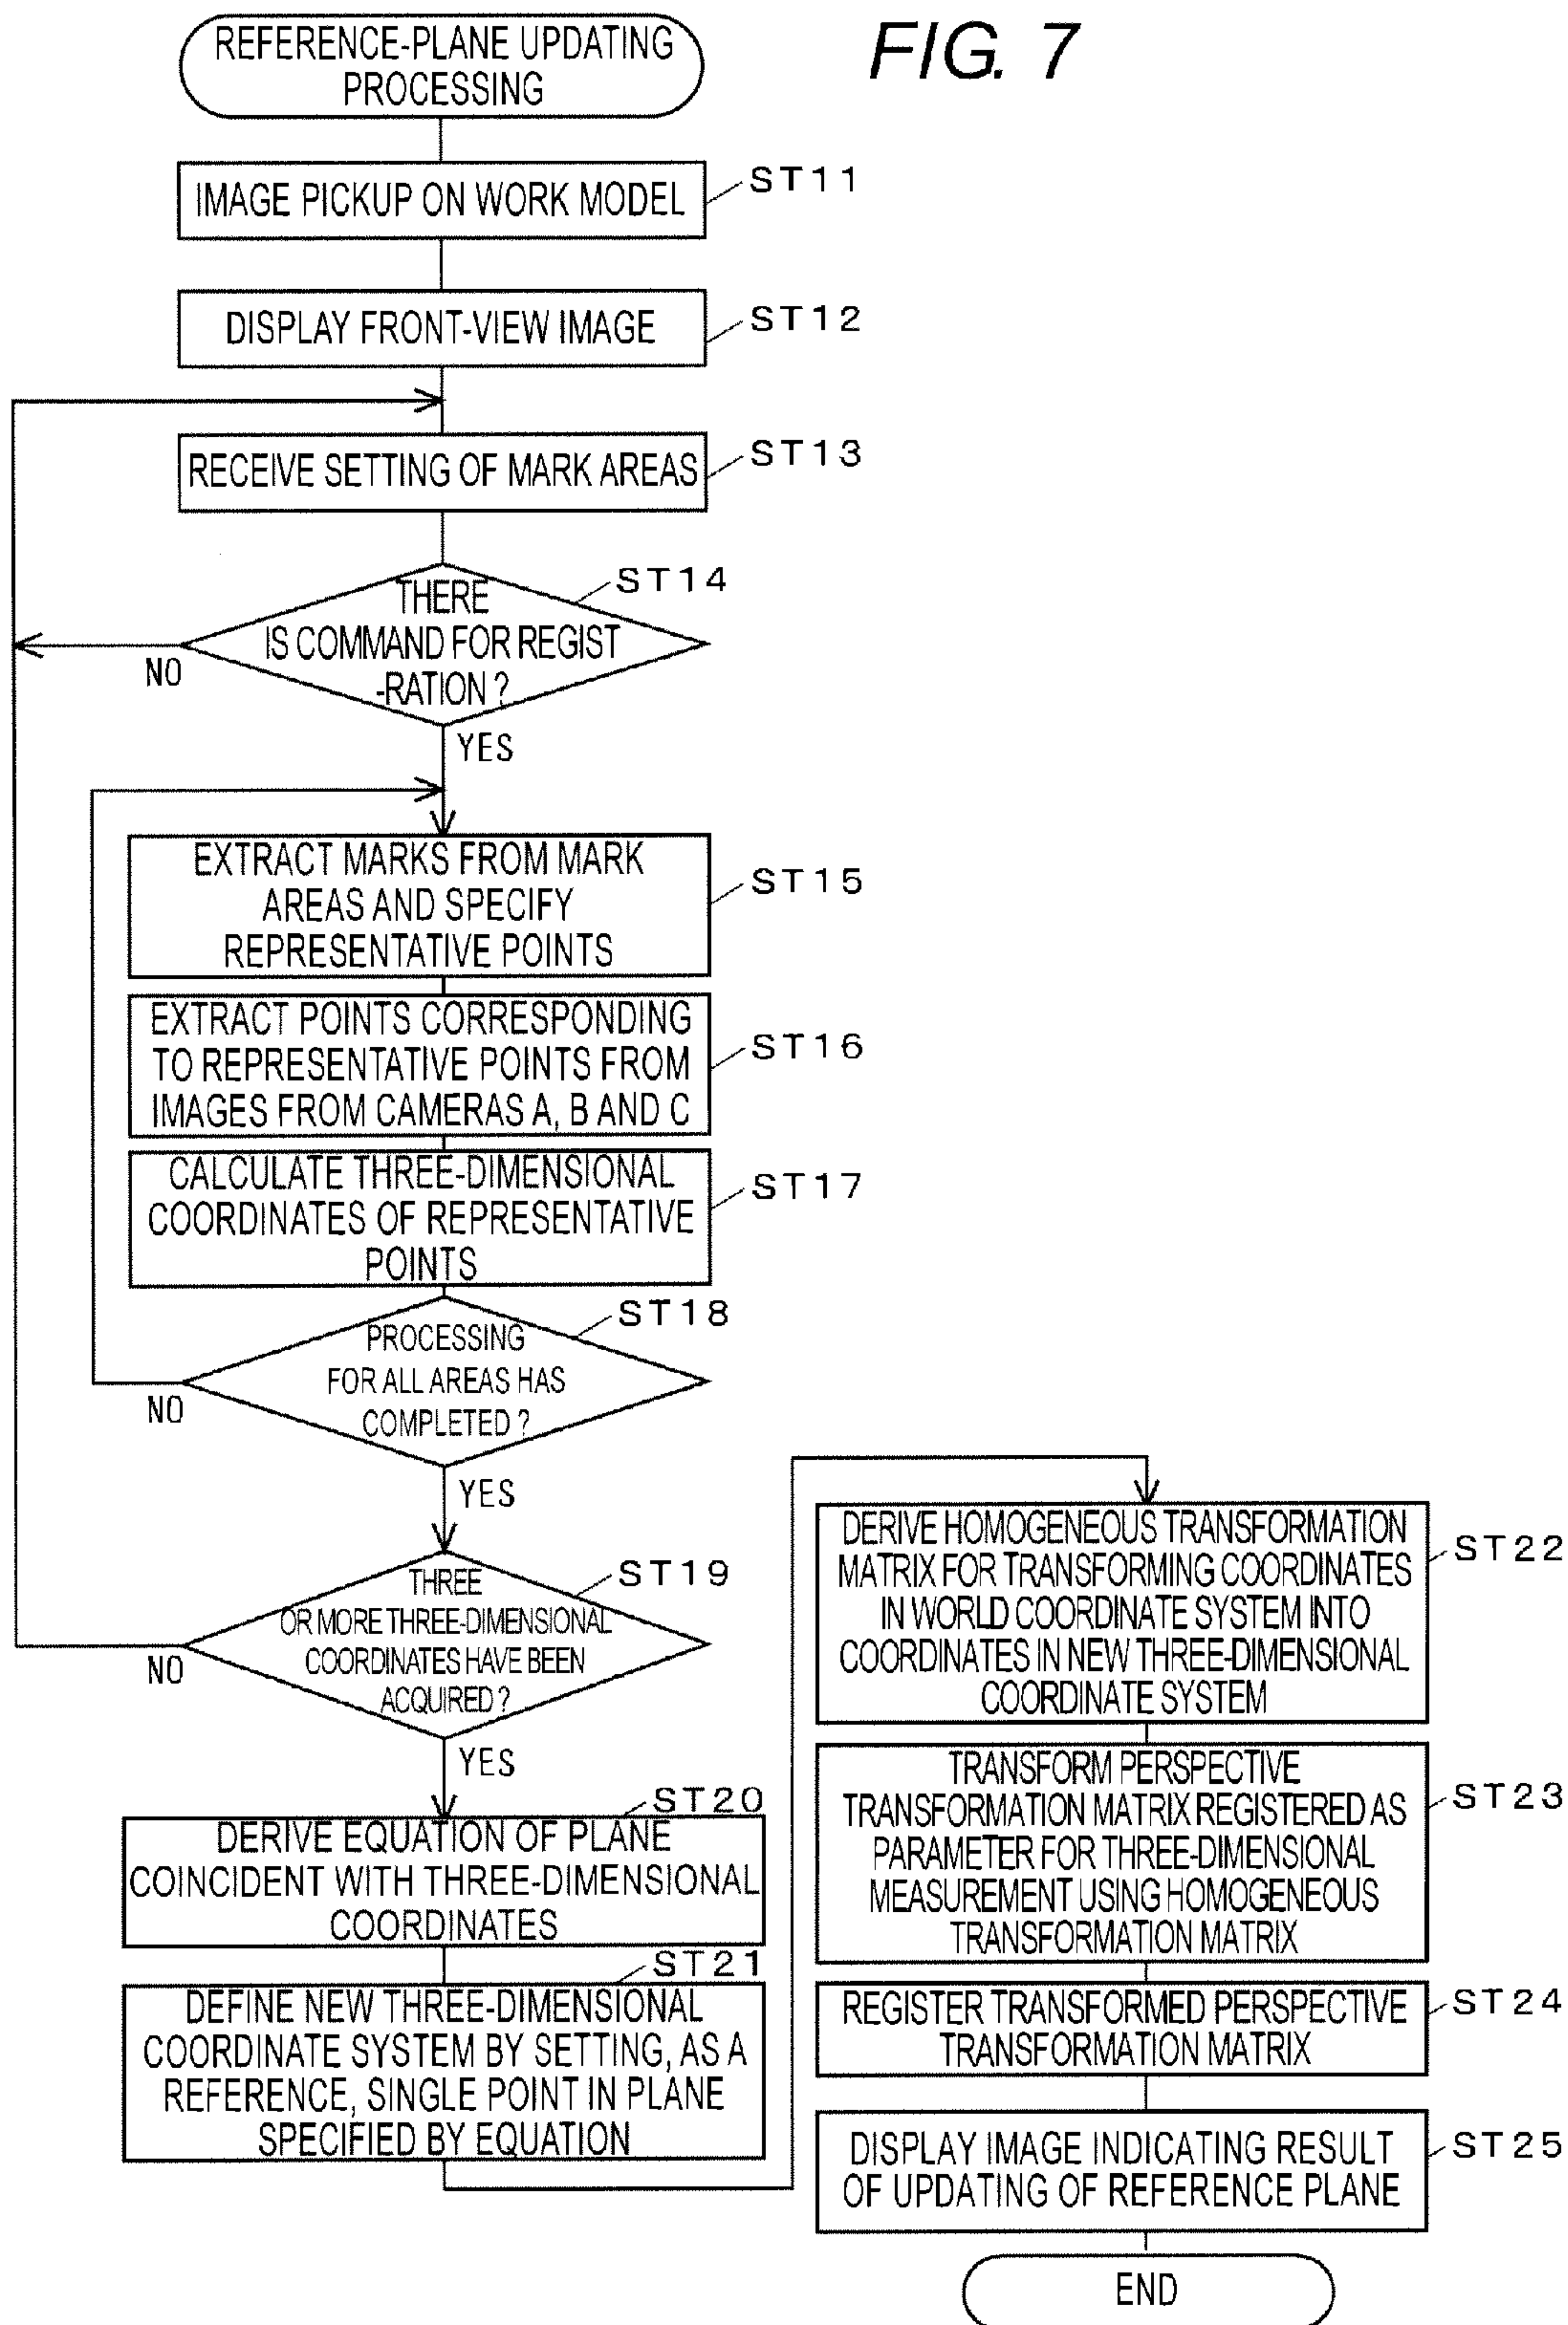 FIG. 7
REFERENCE-PLANE UPDATING
PROCESSING
IMAGE PICKUP ON WORK MODEL
ST11
DISPLAY FRONT-VIEW IMAGE
ST12
RECEIVE SETTING OF MARK AREAS
ST13
ST14
THERE
IS COMMAND FOR REGIST
-RATION ?
NO
YES
EXTRACT MARKS FROM MARK
AREAS AND SPECIFY
REPRESENTATIVE POINTS
ST15
EXTRACT POINTS CORRESPONDING
TO REPRESENTATIVE POINTS FROM
IMAGES FROM CAMERAS A, B AND C
ST16
CALCULATE THREE-DIMENSIONAL
COORDINATES OF REPRESENTATIVE
POINTS
ST17
ST18
PROCESSING
FOR ALL AREAS HAS
COMPLETED ?
NO
YES
ST19
THREE
OR MORE THREE-DIMENSIONAL
COORDINATES HAVE BEEN
ACQUIRED ?
NO
YES
ST20
DERIVE EQUATION OF PLANE
COINCIDENT WITH THREE-DIMENSIONAL
COORDINATES
ST21
DEFINE NEW THREE-DIMENSIONAL
COORDINATE SYSTEM BY SETTING, AS A
REFERENCE, SINGLE POINT IN PLANE
SPECIFIED BY EQUATION
DERIVE HOMOGENEOUS TRANSFORMATION
MATRIX FOR TRANSFORMING COORDINATES
IN WORLD COORDINATE SYSTEM INTO
COORDINATES IN NEW THREE-DIMENSIONAL
COORDINATE SYSTEM
ST22
TRANSFORM PERSPECTIVE
TRANSFORMATION MATRIX REGISTERED AS
PARAMETER FOR THREE-DIMENSIONAL
MEASUREMENT USING HOMOGENEOUS
TRANSFORMATION MATRIX
ST23
REGISTER TRANSFORMED PERSPECTIVE
TRANSFORMATION MATRIX
ST24
DISPLAY IMAGE INDICATING RESULT
OF UPDATING OF REFERENCE PLANE
ST25
END